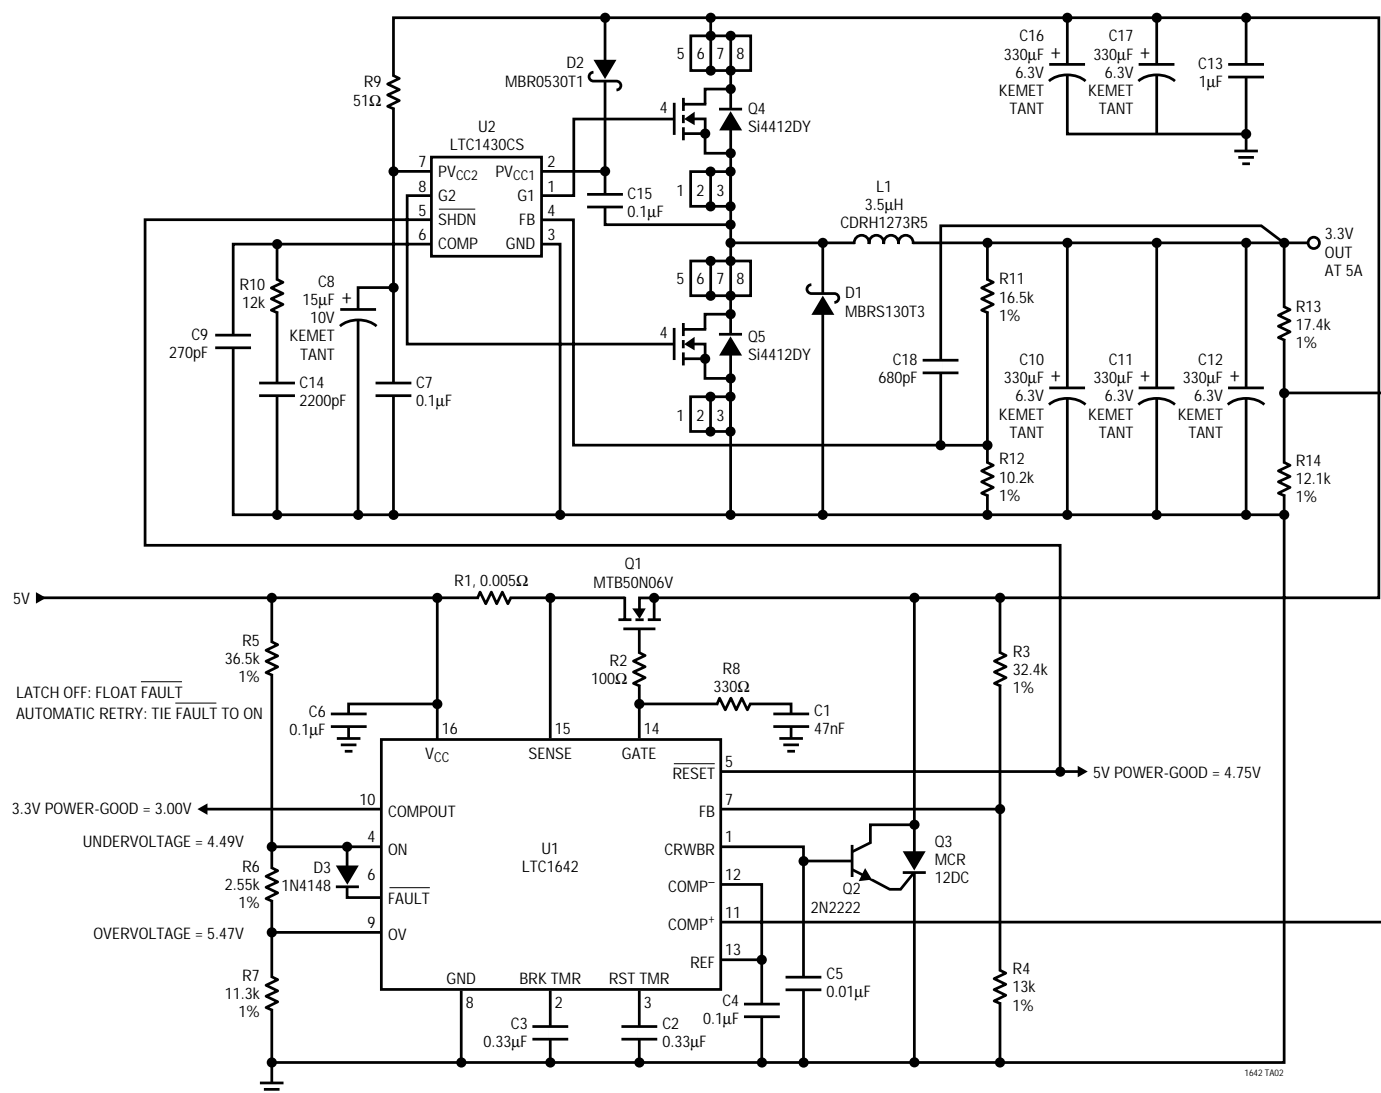 R9
51Ω
D2
MBR0530T1
5 6 7 8
4
Q4
Si4412DY
1 2 3
C16
330µF
6.3V
KEMET
TANT
+
C17
330µF
6.3V
KEMET
TANT
+
C13
1µF
U2
LTC1430CS
7 PVCC2 PVCC1 2
8 G2 G1 1
5 SHDN FB 4
6 COMP GND 3
C15
0.1µF
L1
3.5µH
CDRH1273R5
3.3V
OUT
AT 5A
R10
12k
C8
15µF
10V
KEMET
TANT
+
C9
270pF
C14
2200pF
C7
0.1µF
5 6 7 8
4
Q5
Si4412DY
1 2 3
D1
MBRS130T3
C18
680pF
R11
16.5k
1%
R12
10.2k
1%
C10
330µF
6.3V
KEMET
TANT
+
C11
330µF
6.3V
KEMET
TANT
+
C12
330µF
6.3V
KEMET
TANT
+
R13
17.4k
1%
R14
12.1k
1%
5V
R1, 0.005Ω
Q1
MTB50N06V
R5
36.5k
1%
R2
100Ω
R8
330Ω
R3
32.4k
1%
LATCH OFF: FLOAT FAULT
AUTOMATIC RETRY: TIE FAULT TO ON
C6
0.1µF
C1
47nF
16 15 14
VCC SENSE GATE
RESET 5
5V POWER-GOOD = 4.75V
3.3V POWER-GOOD = 3.00V
10 COMPOUT
FB 7
UNDERVOLTAGE = 4.49V
4 ON
U1
LTC1642
CRWBR 1
R6
2.55k
1%
D3
1N4148
6
FAULT
COMP– 12
Q2
2N2222
Q3
MCR
12DC
OVERVOLTAGE = 5.47V
9
OV
COMP+ 11
REF 13
R7
11.3k
1%
GND BRK TMR RST TMR
8 2 3
C3
0.33µF
C2
0.33µF
C4
0.1µF
C5
0.01µF
R4
13k
1%
1642 TA02